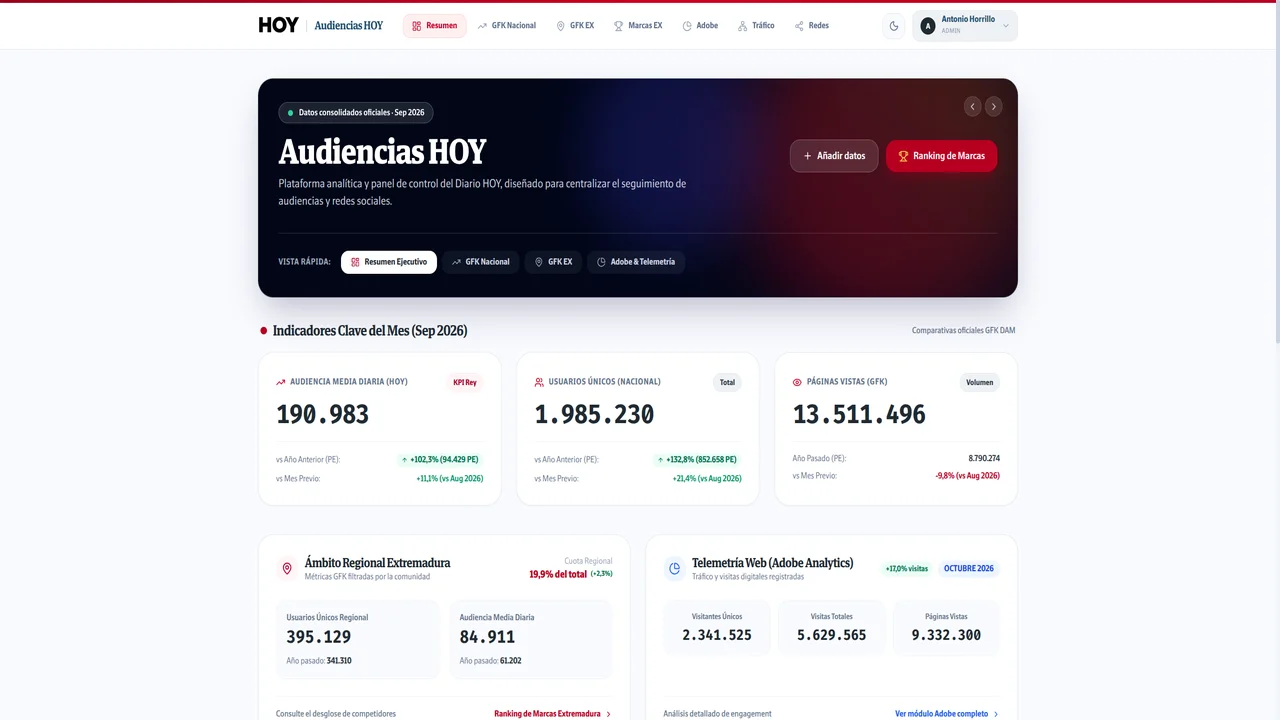 HOY
Audiencias HOY
Resumen
GFK Nacional
GFK EX
Marcas EX
Adobe
Tráfico
Redes
A
Antonio Horrillo
ADMIN
Datos consolidados oficiales · Sep 2026
Audiencias HOY
Plataforma analítica y panel de control del Diario HOY, diseñado para centralizar el seguimiento de
audiencias y redes sociales.
Añadir datos
Ranking de Marcas
VISTA RÁPIDA:
Resumen Ejecutivo
GFK Nacional
GFK EX
Adobe & Telemetría
Indicadores Clave del Mes (Sep 2026)
Comparativas oficiales GFK DAM
AUDIENCIA MEDIA DIARIA (HOY)
KPI Rey
190.983
vs Año Anterior (PE):
↑ +102,3% (94.429 PE)
vs Mes Previo:
+11,1% (vs Aug 2026)
USUARIOS ÚNICOS (NACIONAL)
Total
1.985.230
vs Año Anterior (PE):
↑ +132,8% (852.658 PE)
vs Mes Previo:
+21,4% (vs Aug 2026)
PÁGINAS VISTAS (GFK)
Volumen
13.511.496
Año Pasado (PE):
8.790.274
vs Mes Previo:
-9,8% (vs Aug 2026)
Ámbito Regional Extremadura
Métricas GFK filtradas por la comunidad
Cuota Regional
19,9% del total (+2,3%)
Usuarios Únicos Regional
395.129
Año pasado: 341.310
Audiencia Media Diaria
84.911
Año pasado: 61.202
Consulte el desglose de competidores
Ranking de Marcas Extremadura
Telemetría Web (Adobe Analytics)
Tráfico y visitas digitales registradas
+17,0% visitas
OCTUBRE 2026
Visitantes Únicos
2.341.525
Visitas Totales
5.629.565
Páginas Vistas
9.332.300
Análisis detallado de engagement
Ver módulo Adobe completo